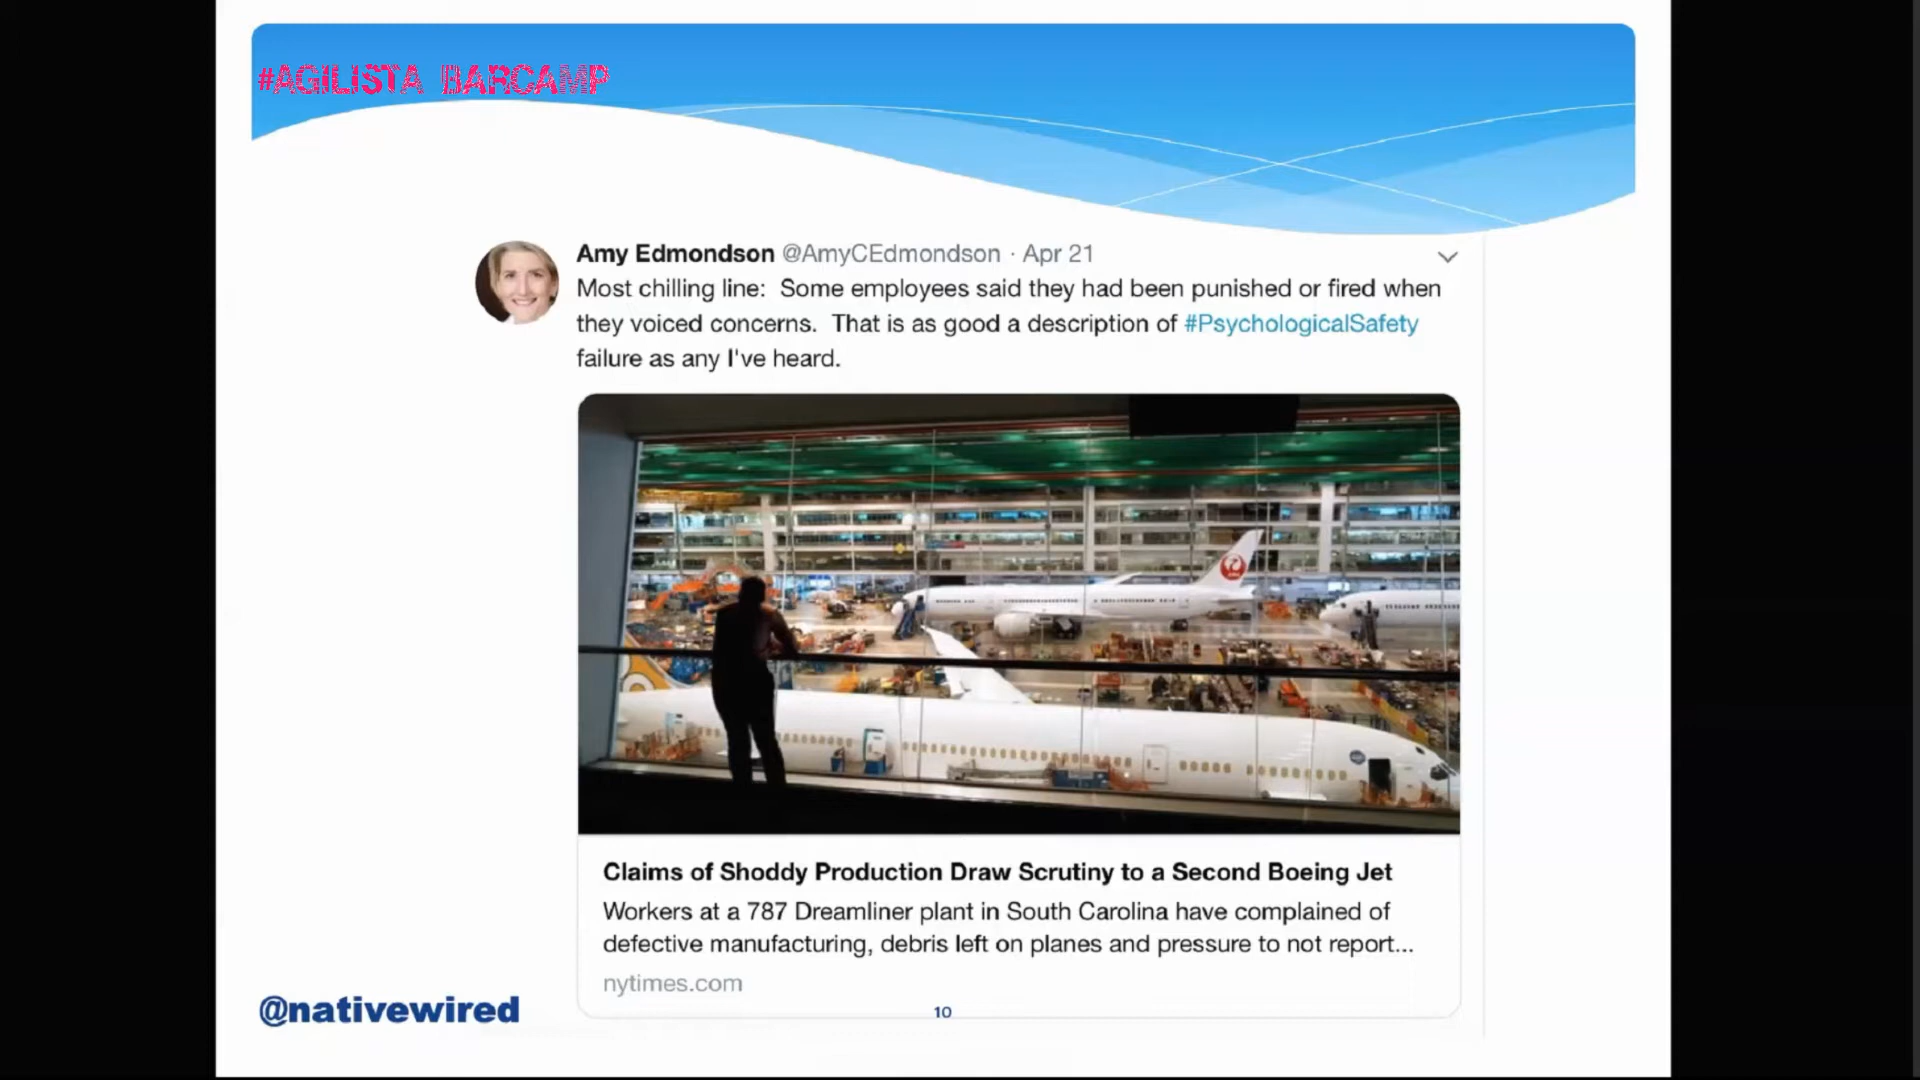 #AGILISTA BARCAMP
Amy Edmondson @AmyCEdmondson · Apr 21
Most chilling line:  Some employees said they had been punished or fired when
they voiced concerns.  That is as good a description of #PsychologicalSafety
failure as any I've heard.
Claims of Shoddy Production Draw Scrutiny to a Second Boeing Jet
Workers at a 787 Dreamliner plant in South Carolina have complained of
defective manufacturing, debris left on planes and pressure to not report...
nytimes.com
@nativewired
10